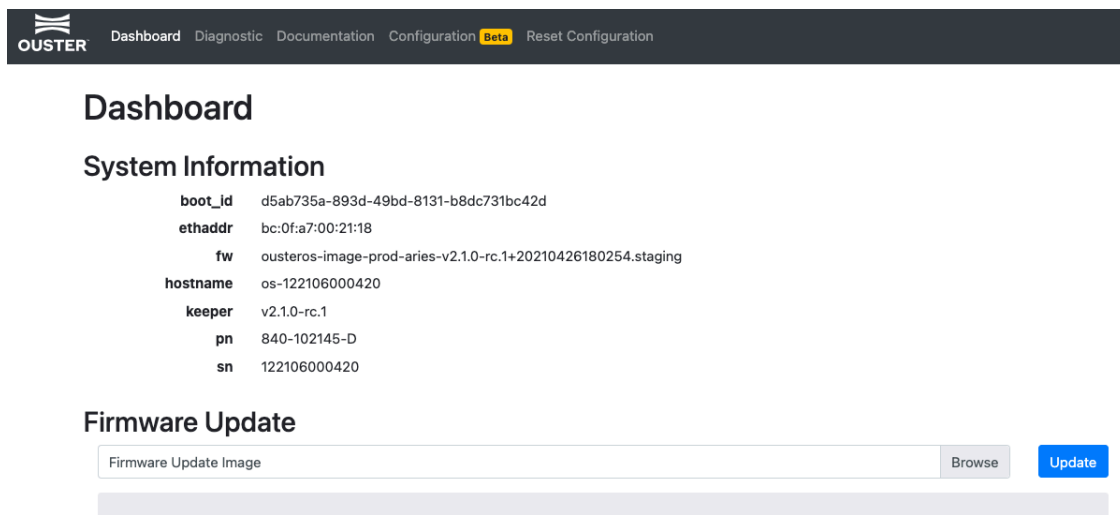 OUSTER Dashboard Diagnostic Documentation Configuration Beta Reset Configuration
Dashboard
System Information
boot_id d5ab735a-893d-49bd-8131-b8dc731bc42d
ethaddr bc:0f:a7:00:21:18
fw ousteros-image-prod-aries-v2.1.0-rc.1+20210426180254.staging
hostname os-122106000420
keeper v2.1.0-rc.1
pn 840-102145-D
sn 122106000420
Firmware Update
Firmware Update Image Browse Update